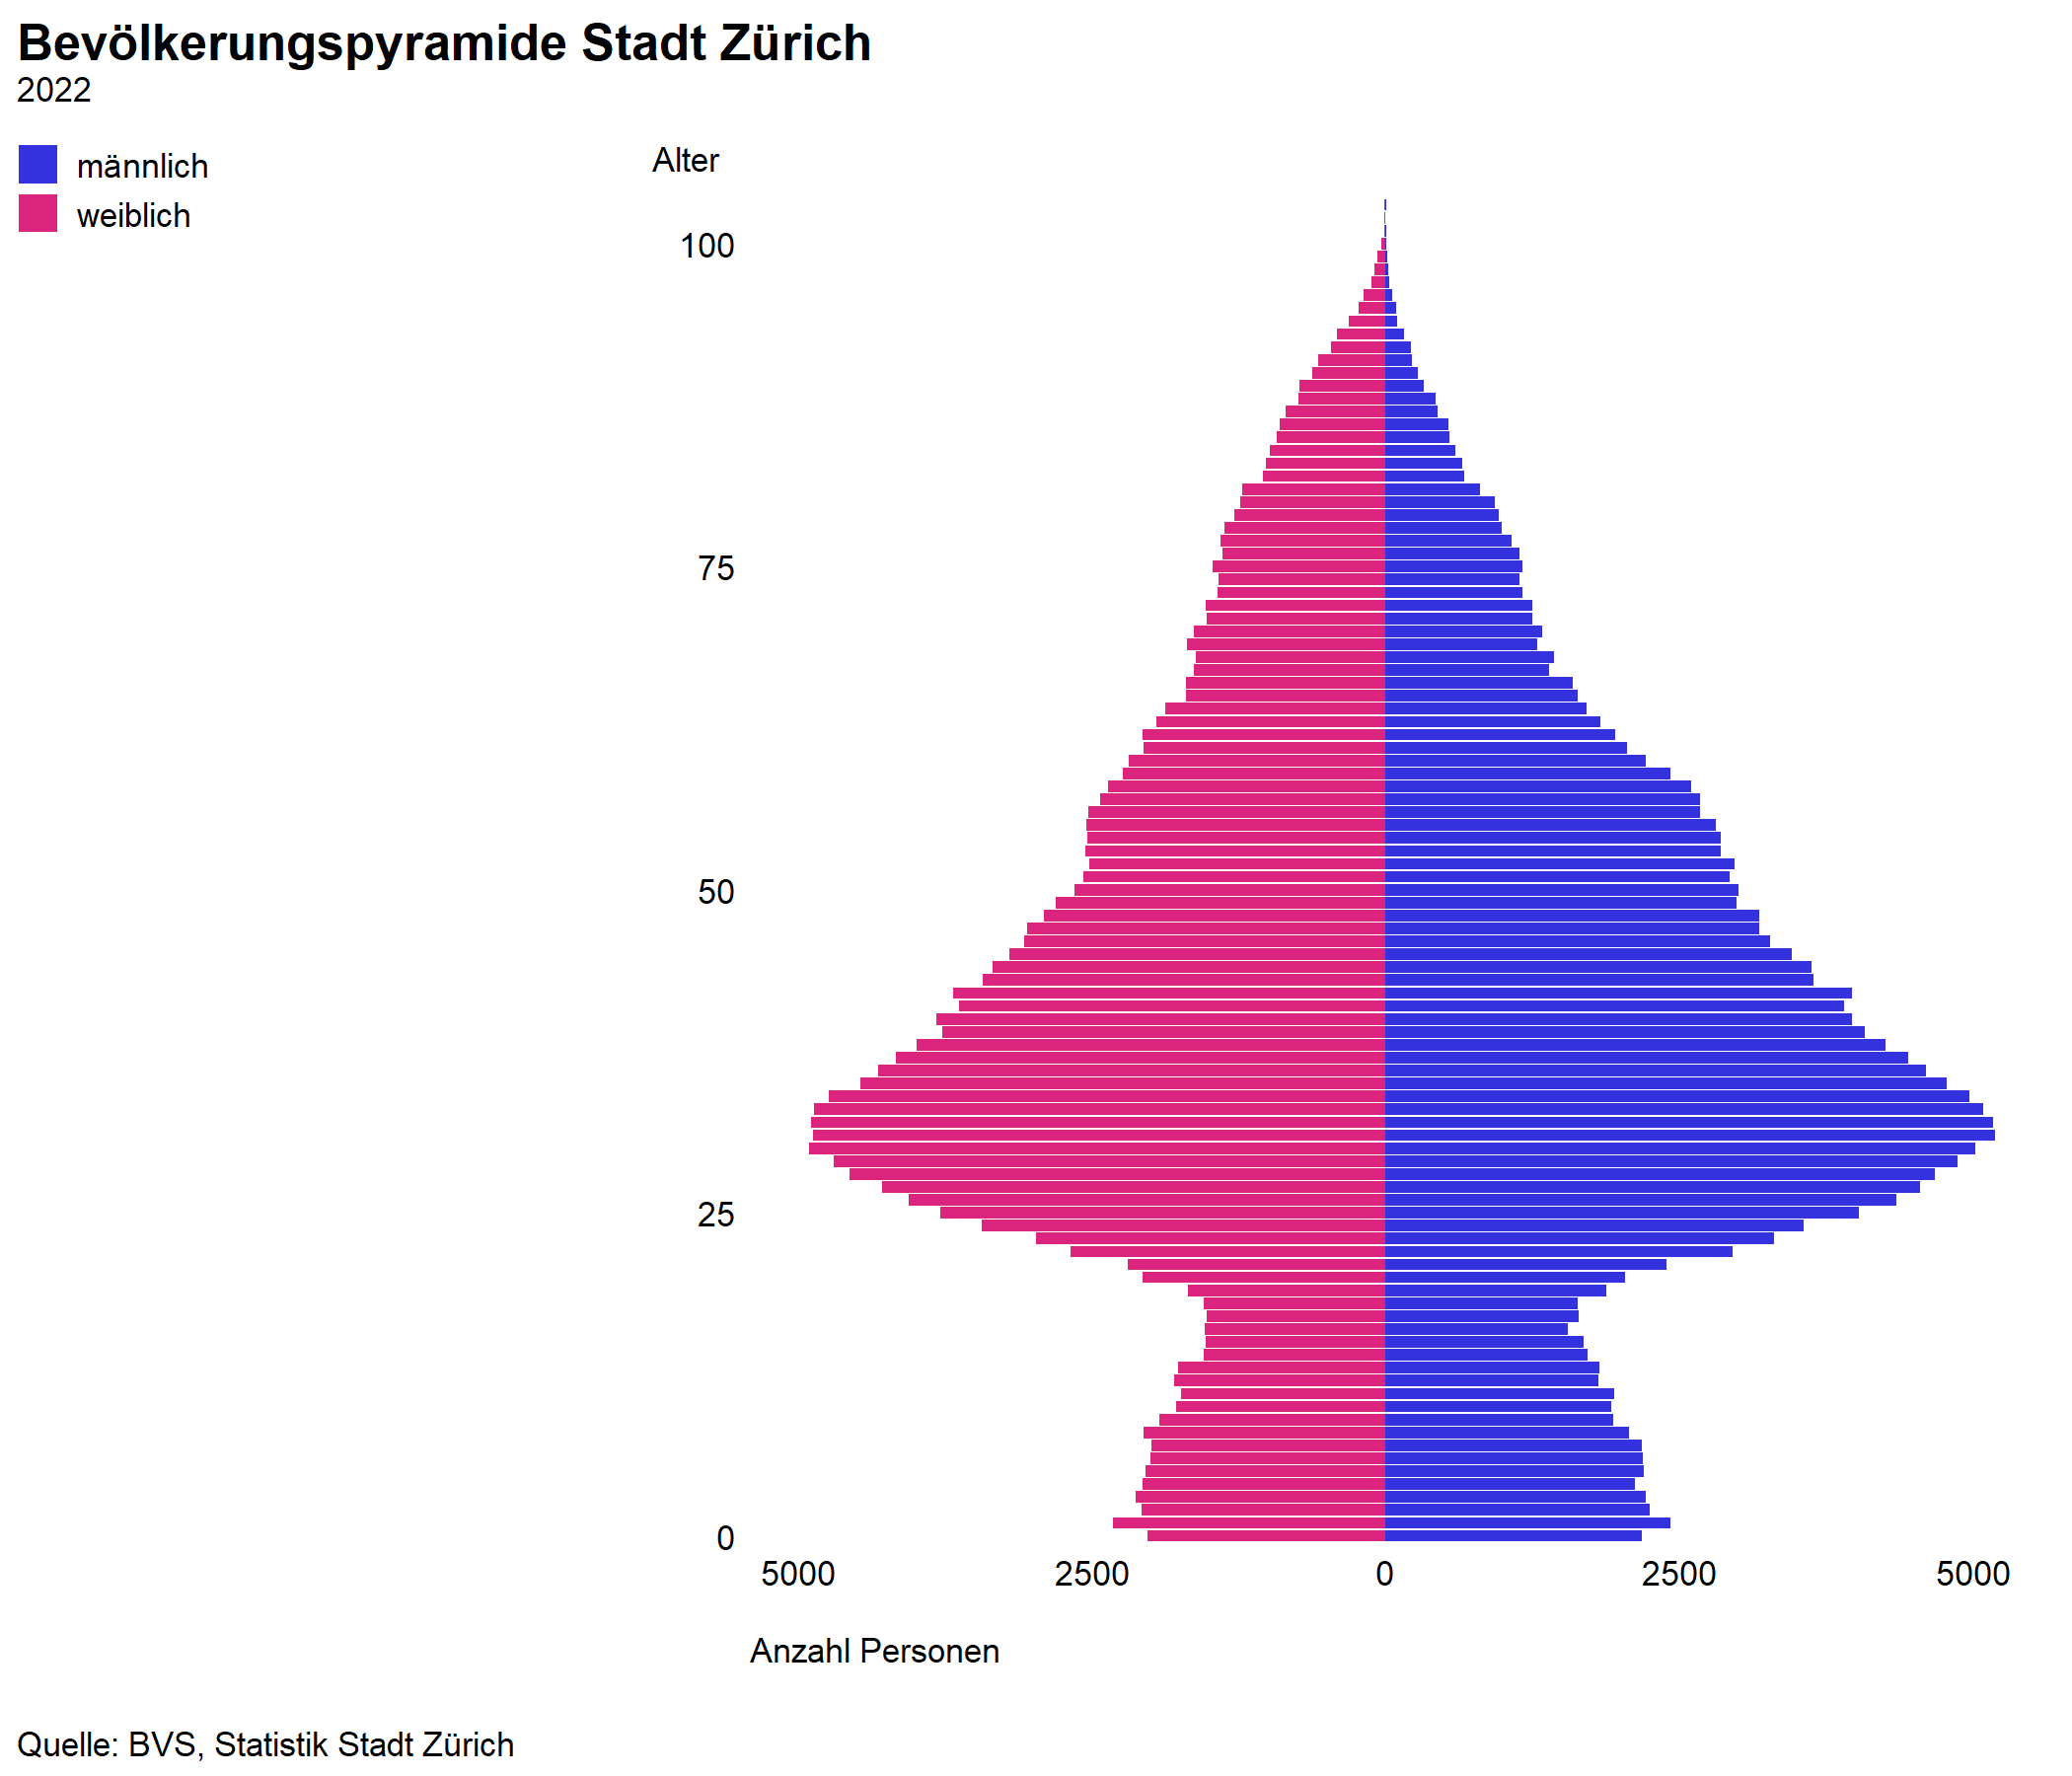 Bevölkerungspyramide Stadt Zürich
2022
männlich
weiblich
Alter
100
75
50
25
0
5000 2500 0 2500 5000
Anzahl Personen
Quelle: BVS, Statistik Stadt Zürich